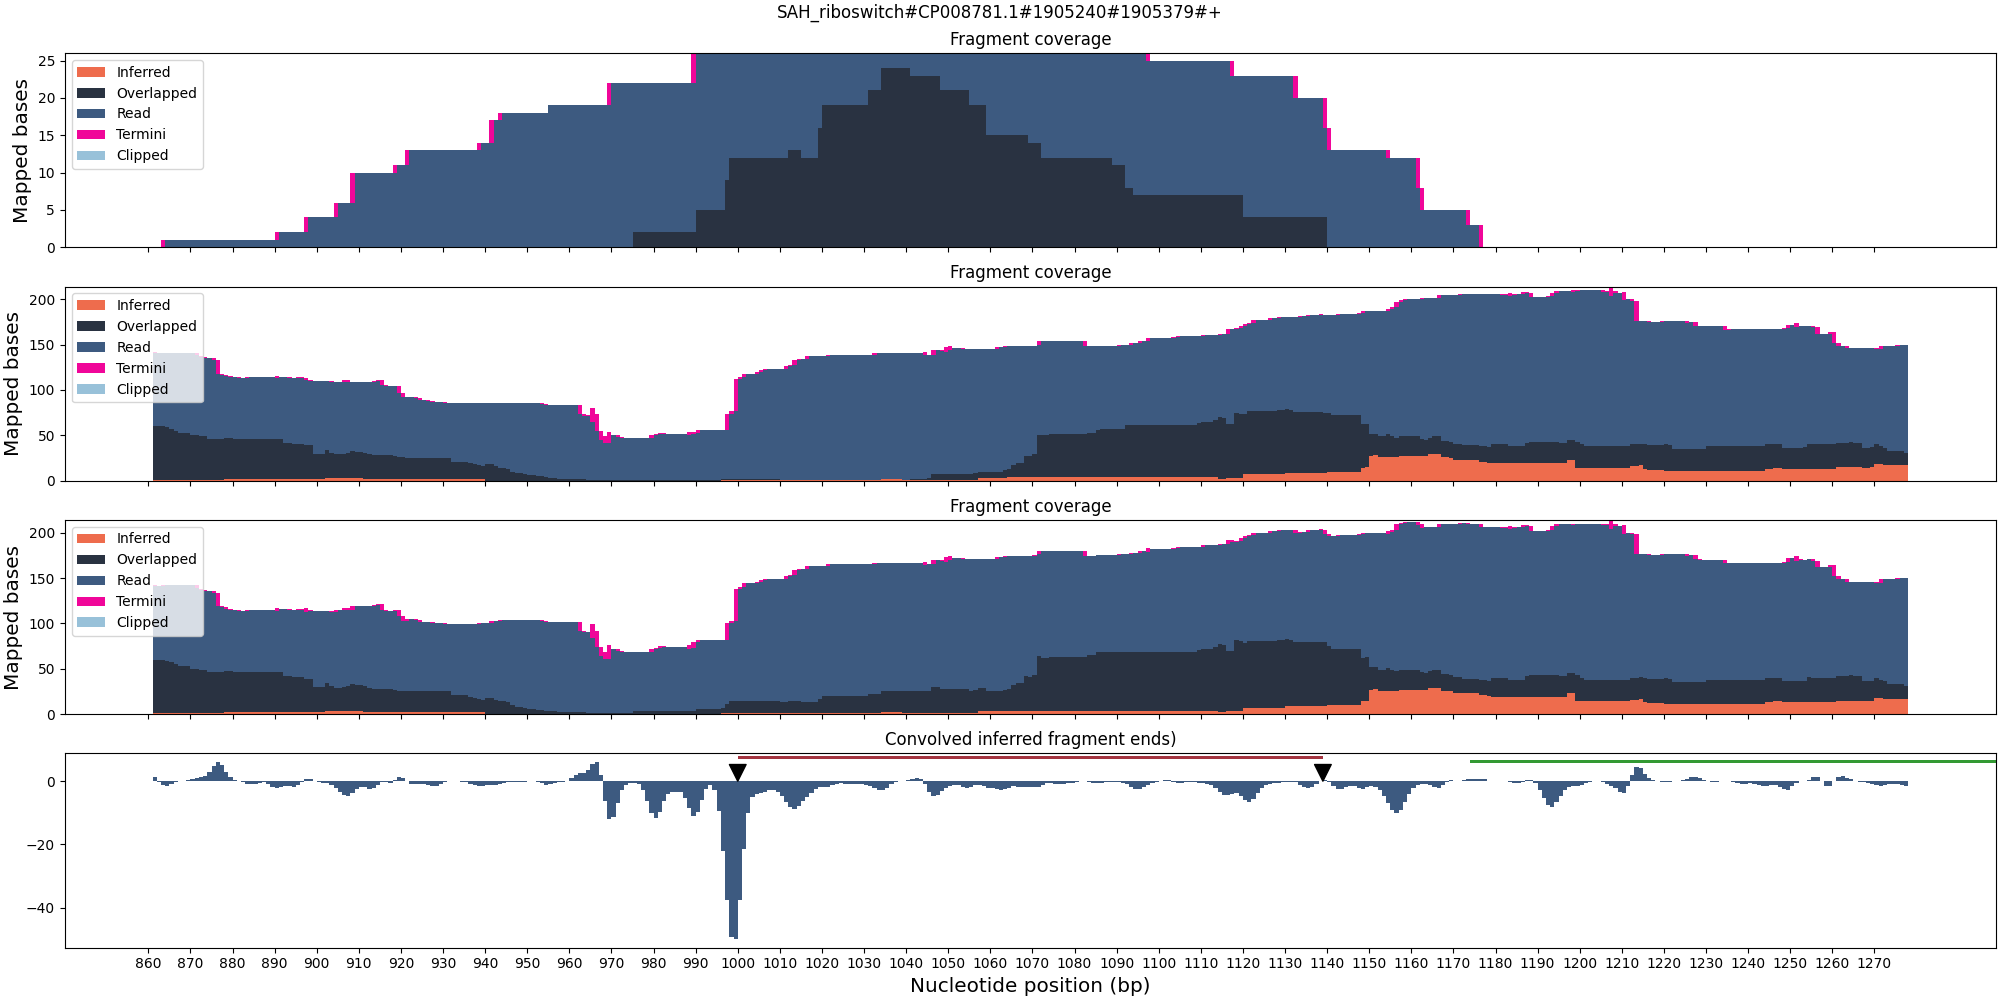 SAH_riboswitch#CP008781.1#1905240#1905379#+
Fragment coverage
Mapped bases
25
20
15
10
5
0
Inferred
Overlapped
Read
Termini
Clipped
Fragment coverage
Mapped bases
200
150
100
50
0
Inferred
Overlapped
Read
Termini
Clipped
Fragment coverage
Mapped bases
200
150
100
50
0
Inferred
Overlapped
Read
Termini
Clipped
Convolved inferred fragment ends)
0
−20
−40
860 870 880 890 900 910 920 930 940 950 960 970 980 990 1000 1010 1020 1030 1040 1050 1060 1070 1080 1090 1100 1110 1120 1130 1140 1150 1160 1170 1180 1190 1200 1210 1220 1230 1240 1250 1260 1270
Nucleotide position (bp)